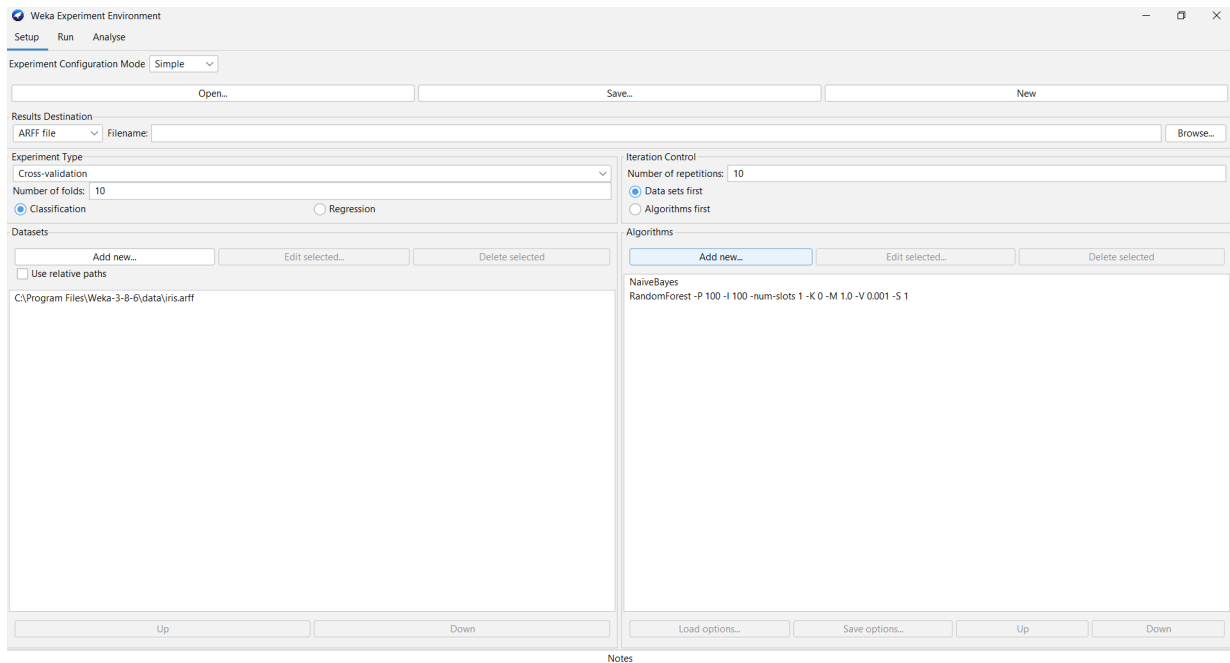 Weka Experiment Environment
Setup Run Analyse
Experiment Configuration Mode Simple
Open... Save... New
Results Destination
ARFF file Filename: Browse...
Experiment Type
Cross-validation
Number of folds: 10
Classification Regression
Iteration Control
Number of repetitions: 10
Data sets first
Algorithms first
Datasets
Add new... Edit selected... Delete selected
Use relative paths
C:\Program Files\Weka-3-8-6\data\iris.arff
Up Down
Algorithms
Add new... Edit selected... Delete selected
NaiveBayes
RandomForest -P 100 -I 100 -num-slots 1 -K 0 -M 1.0 -V 0.001 -S 1
Load options... Save options... Up Down
Notes